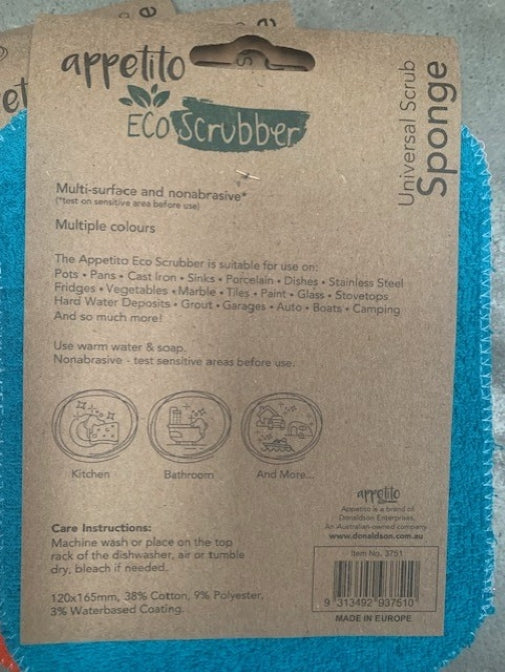 appetito
ECO Scrubber
Universal Scrub
Sponge
Multi-surface and nonabrasive*
(*test on sensitive area before use)
Multiple colours
The Appetito Eco Scrubber is suitable for use on:
Pots • Pans • Cast Iron • Sinks • Porcelain • Dishes • Stainless Steel
Fridges • Vegetables • Marble • Tiles • Paint • Glass • Stovetops
Hard Water Deposits • Grout • Garages • Auto • Boats • Camping
And so much more!
Use warm water & soap.
Nonabrasive - test sensitive areas before use.
Kitchen
Bathroom
And More...
Care Instructions:
Machine wash or place on the top
rack of the dishwasher, air or tumble
dry, bleach if needed.
120x165mm, 38% Cotton, 9% Polyester,
3% Waterbased Coating.
appetito
Appetito is a brand of
Donaldson Enterprises,
An Australian-owned company
www.donaldson.com.au
Item No. 3751
9 313492 937510
MADE IN EUROPE